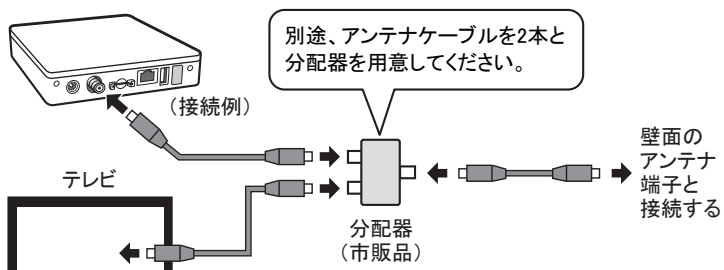 別途、アンテナケーブルを2本と
分配器を用意してください。
（接続例）
テレビ
分配器
（市販品）
壁面の
アンテナ
端子と
接続する